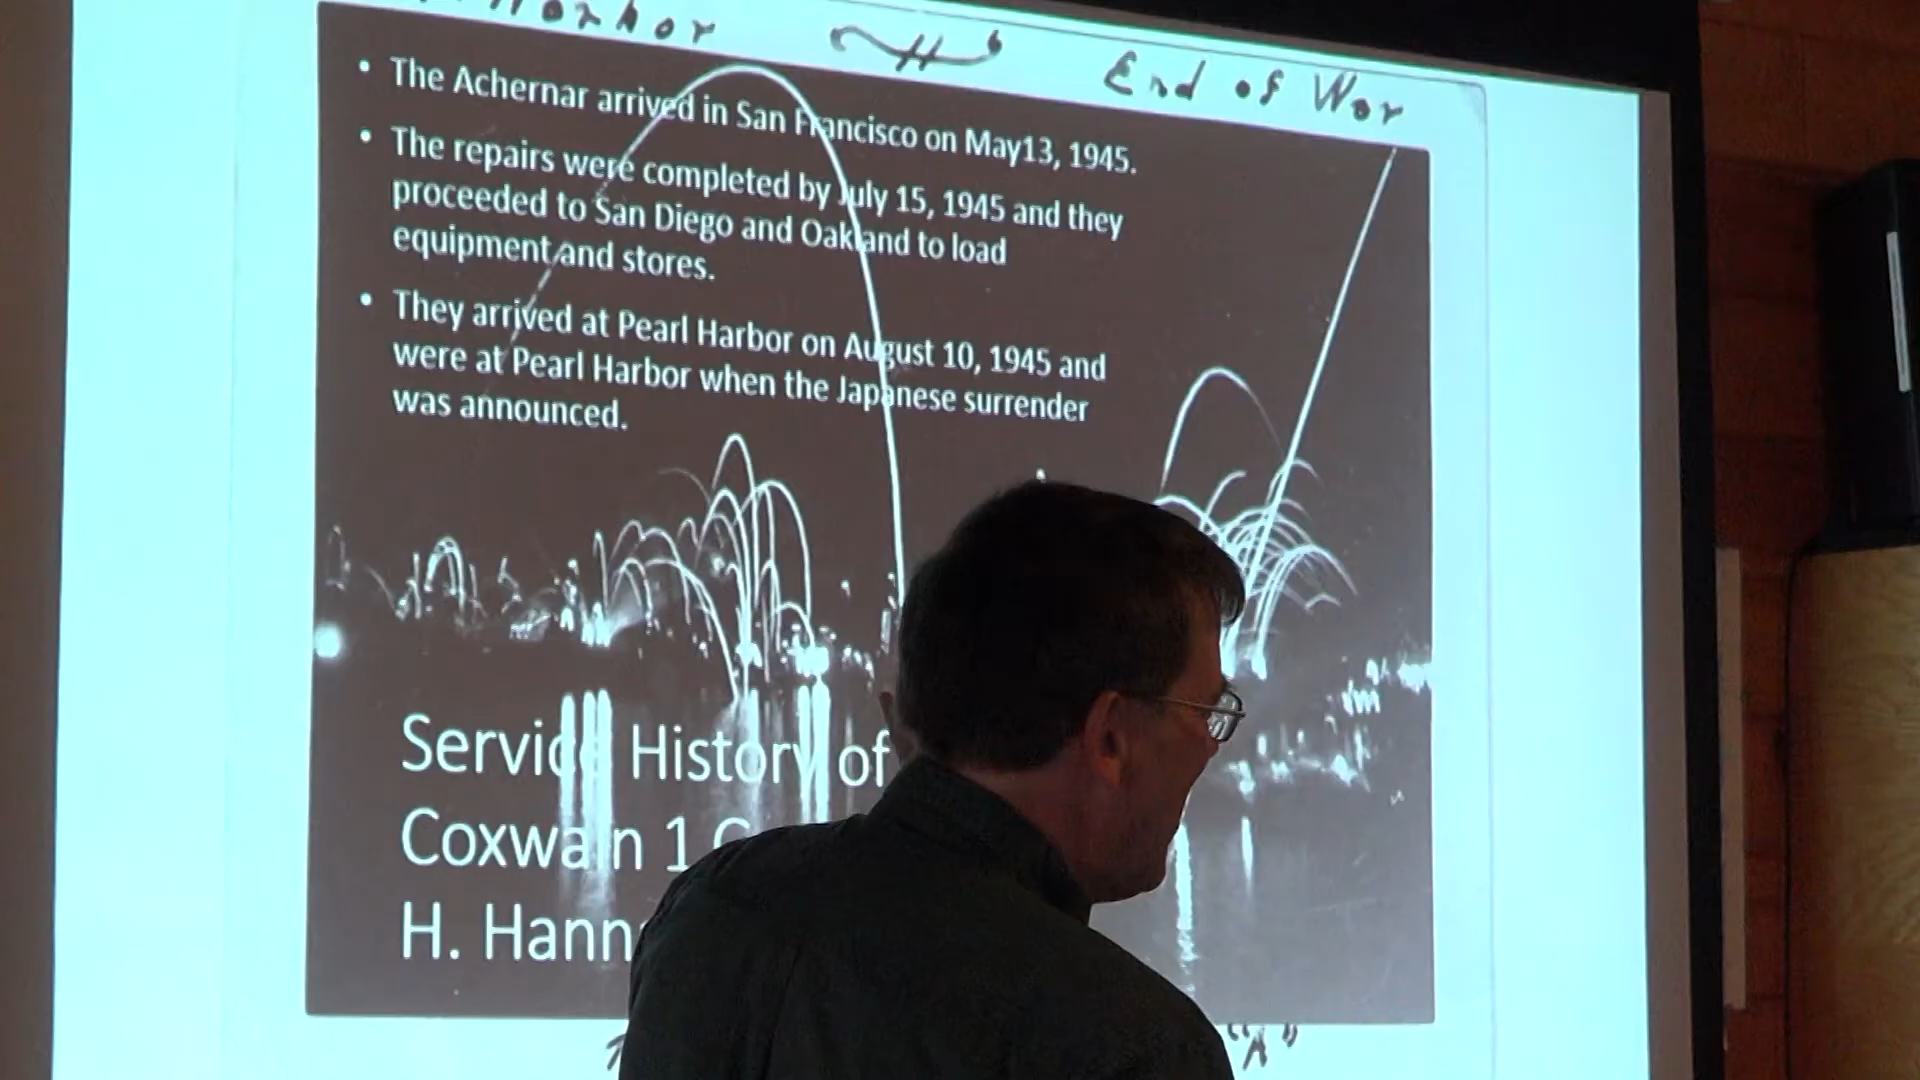 End of War
• The Achernar arrived in San Francisco on May13, 1945.
• The repairs were completed by July 15, 1945 and they
proceeded to San Diego and Oakland to load
equipment and stores.
• They arrived at Pearl Harbor on August 10, 1945 and
were at Pearl Harbor when the Japanese surrender
was announced.
Service History of
Coxwain 1
H.
"A"